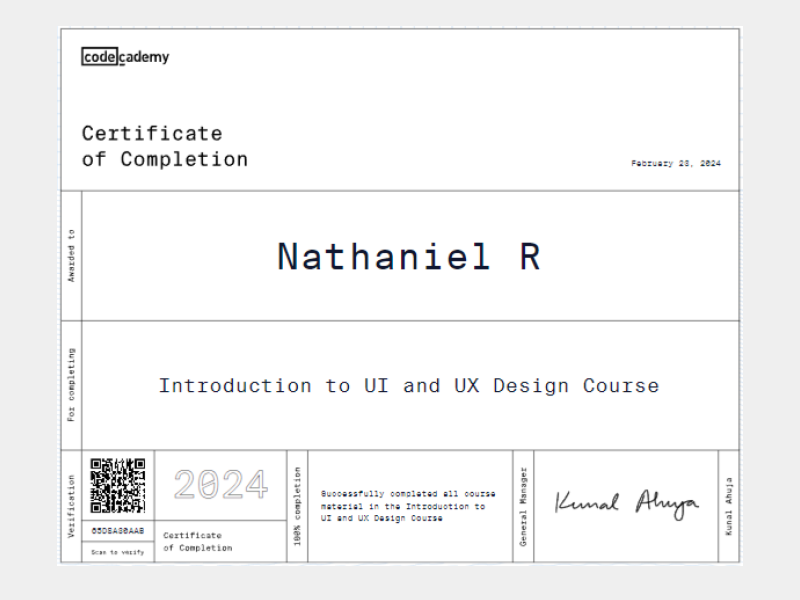 codecademy
Certificate
of Completion
February 23, 2024
Awarded to
Nathaniel R
For completing
Introduction to UI and UX Design Course
Verification
Scan to verify
2024
Certificate
of Completion
100% completion
Successfully completed all course
material in the Introduction to
UI and UX Design Course
General Manager
Kunal Ahuja
Kunal Ahuja